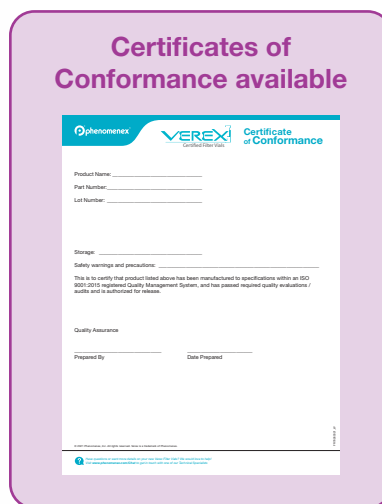 Certificates of
Conformance available
phenomenex
VEREX
Certified Filter Vials
Certificate
of Conformance
Product Name:
Part Number:
Lot Number:
Storage:
Safety warnings and precautions:
This is to certify that product listed above has been manufactured to specifications within an ISO
9001:2015 registered Quality Management System, and has passed required quality evaluations /
audits and is authorized for release.
Quality Assurance
Prepared By
Date Prepared